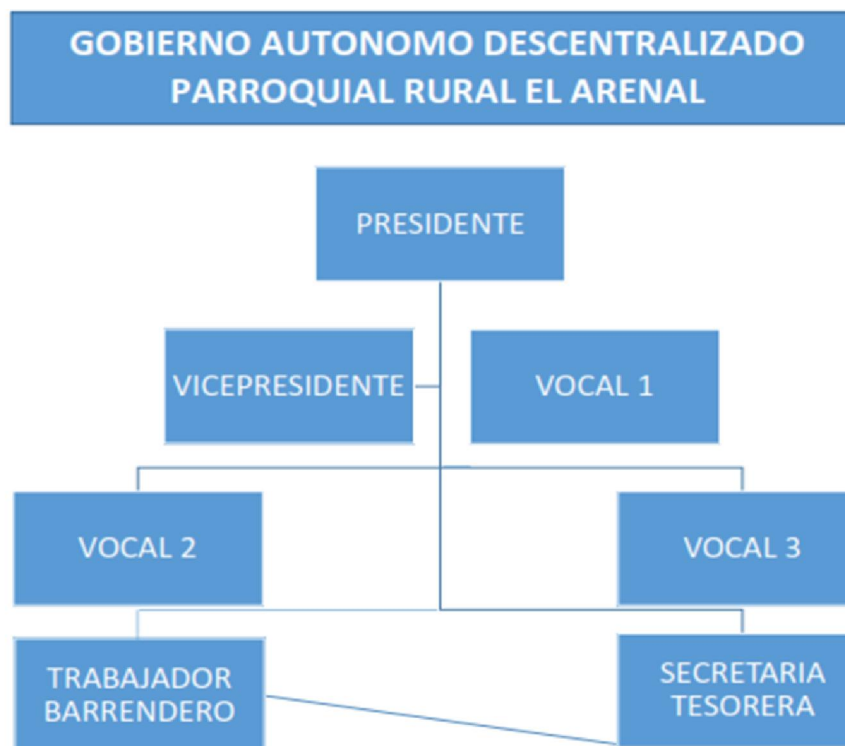 GOBIERNO AUTONOMO DESCENTRALIZADO
PARROQUIAL RURAL EL ARENAL
PRESIDENTE
VICEPRESIDENTE
VOCAL 1
VOCAL 2
VOCAL 3
TRABAJADOR
BARRENDERO
SECRETARIA
TESORERA